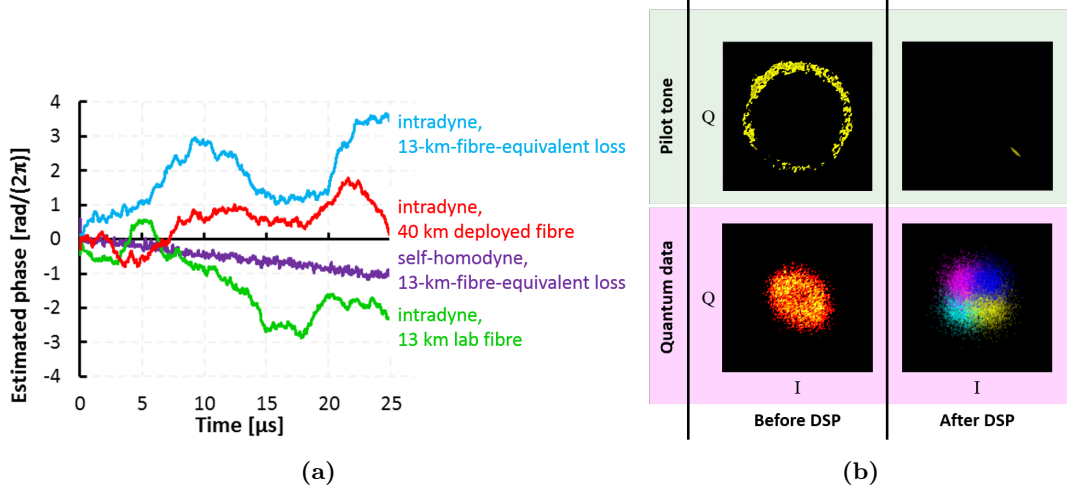 Estimated phase [rad/(2π)]
4
3
2
1
0
-1
-2
-3
-4
0
5
10
15
20
25
Time [µs]
intradyne,
13-km-fibre-equivalent loss
intradyne,
40 km deployed fibre
self-homodyne,
13-km-fibre-equivalent loss
intradyne,
13 km lab fibre
(a)
Pilot tone
Q
Quantum data
Q
I
I
Before DSP
After DSP
(b)